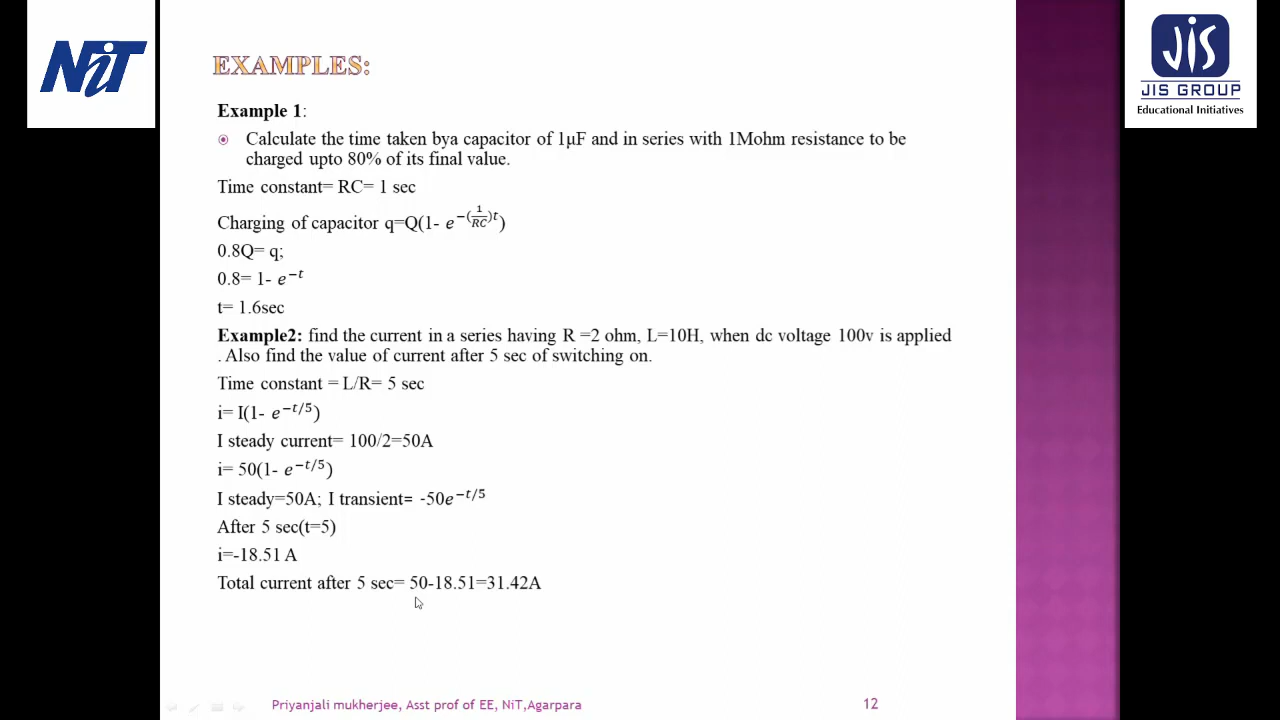 NiT
JIS
JIS GROUP
Educational Initiatives
EXAMPLES:
Example 1:
Calculate the time taken bya capacitor of 1μF and in series with 1Mohm resistance to be
charged upto 80% of its final value.
Time constant= RC= 1 sec
Charging of capacitor q=Q(1- e^{−(\frac{1}{RC})t})
0.8Q= q;
0.8= 1- e^{−t}
t= 1.6sec
Example2: find the current in a series having R =2 ohm, L=10H, when dc voltage 100v is applied
. Also find the value of current after 5 sec of switching on.
Time constant = L/R= 5 sec
i= I(1- e^{−t/5})
I steady current= 100/2=50A
i= 50(1- e^{−t/5})
I steady=50A; I transient= -50e^{−t/5}
After 5 sec(t=5)
i=-18.51 A
Total current after 5 sec= 50-18.51=31.42A
Priyanjali mukherjee, Asst prof of EE, NiT,Agarpara
12